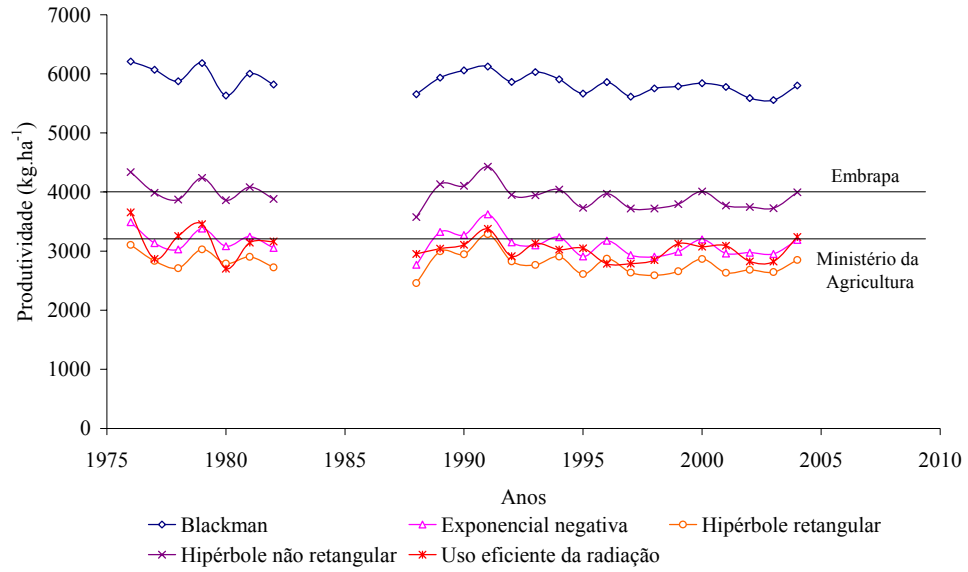 7000
6000
5000
4000
3000
2000
1000
0
Produtividade (kg.ha⁻¹)
Embrapa
Ministério da
Agricultura
1975 1980 1985 1990 1995 2000 2005 2010
Anos
Blackman Exponencial negativa Hipérbole retangular
Hipérbole não retangular Uso eficiente da radiação